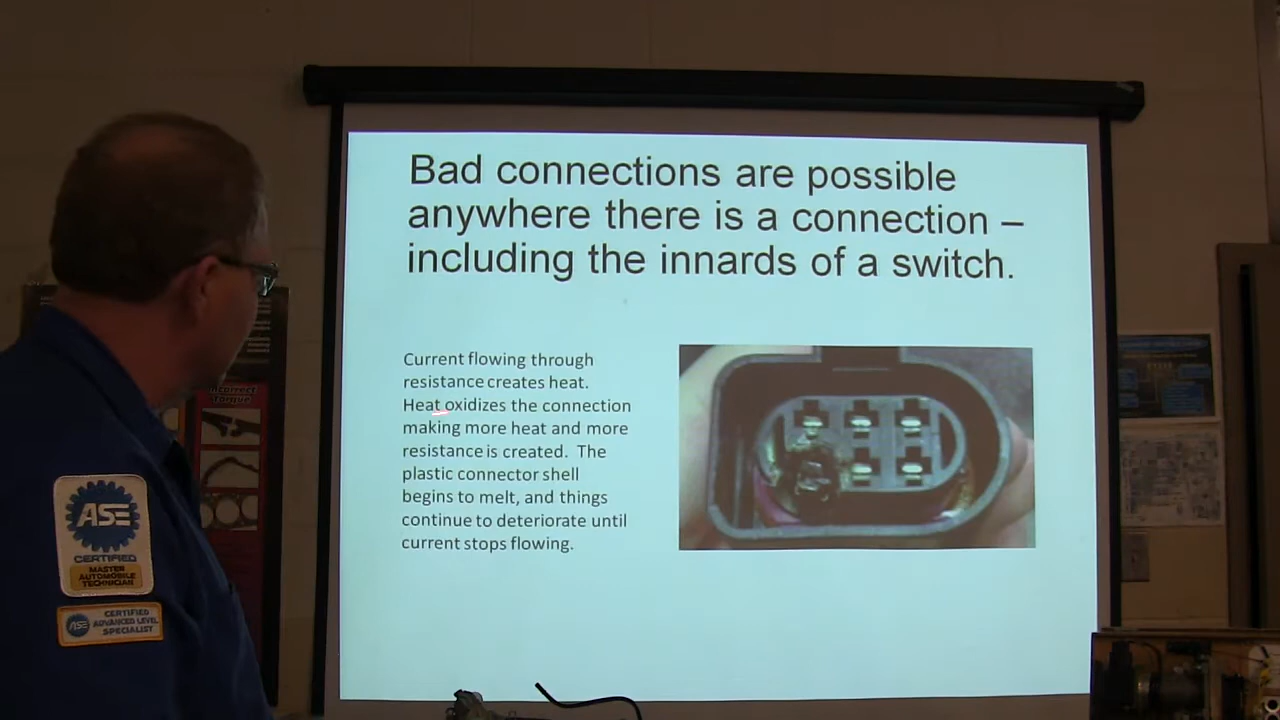 Bad connections are possible
anywhere there is a connection –
including the innards of a switch.
Current flowing through
resistance creates heat.
Heat oxidizes the connection
making more heat and more
resistance is created. The
plastic connector shell
begins to melt, and things
continue to deteriorate until
current stops flowing.
Incorrect
Torque
ASE
CERTIFIED
MASTER
AUTOMOBILE
TECHNICIAN
ASE
CERTIFIED
ADVANCED LEVEL
SPECIALIST